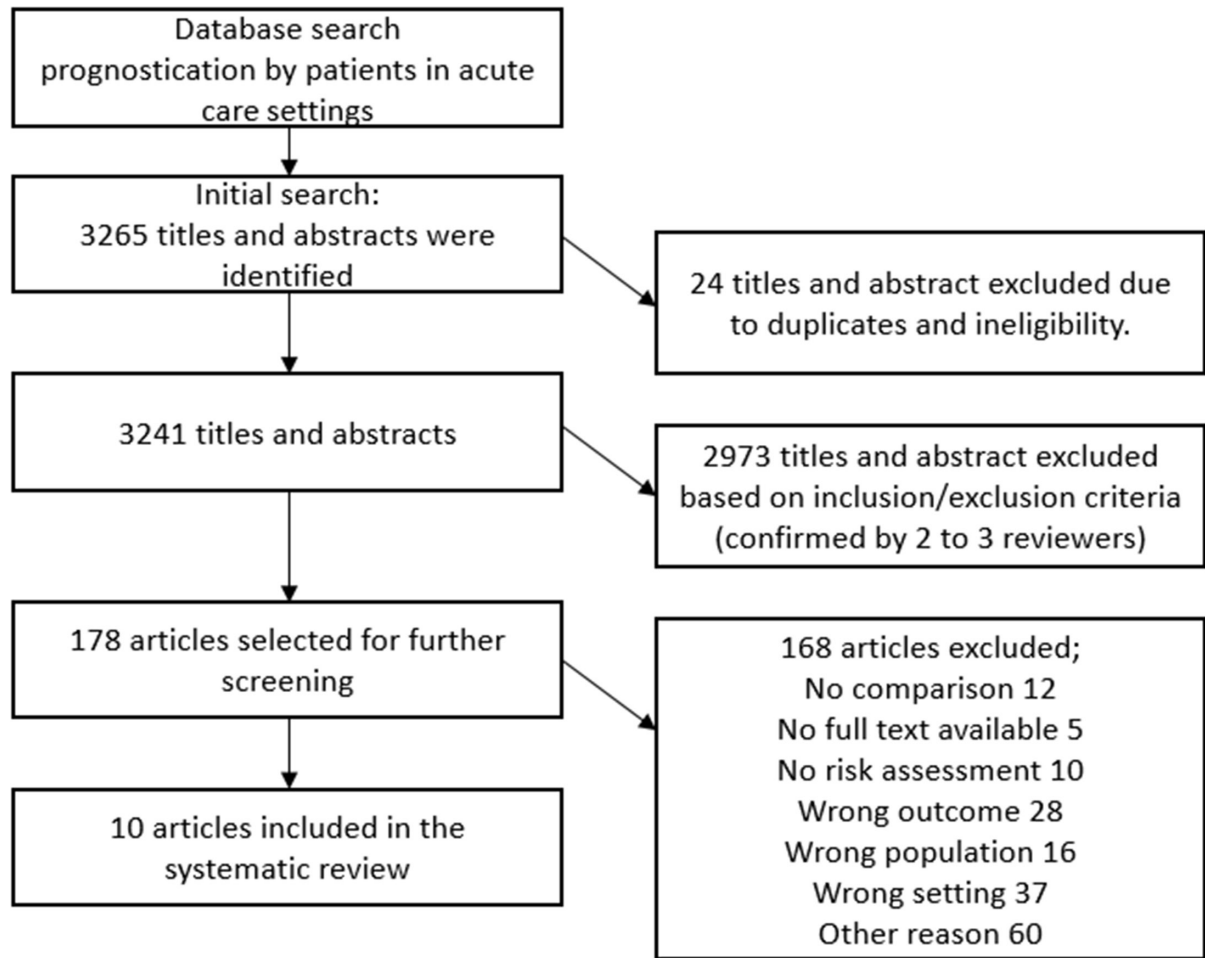 Database search
prognostication by patients in acute
care settings
Initial search:
3265 titles and abstracts were
identified
24 titles and abstract excluded due
to duplicates and ineligibility.
3241 titles and abstracts
2973 titles and abstract excluded
based on inclusion/exclusion criteria
(confirmed by 2 to 3 reviewers)
178 articles selected for further
screening
168 articles excluded;
No comparison 12
No full text available 5
No risk assessment 10
Wrong outcome 28
Wrong population 16
Wrong setting 37
Other reason 60
10 articles included in the
systematic review